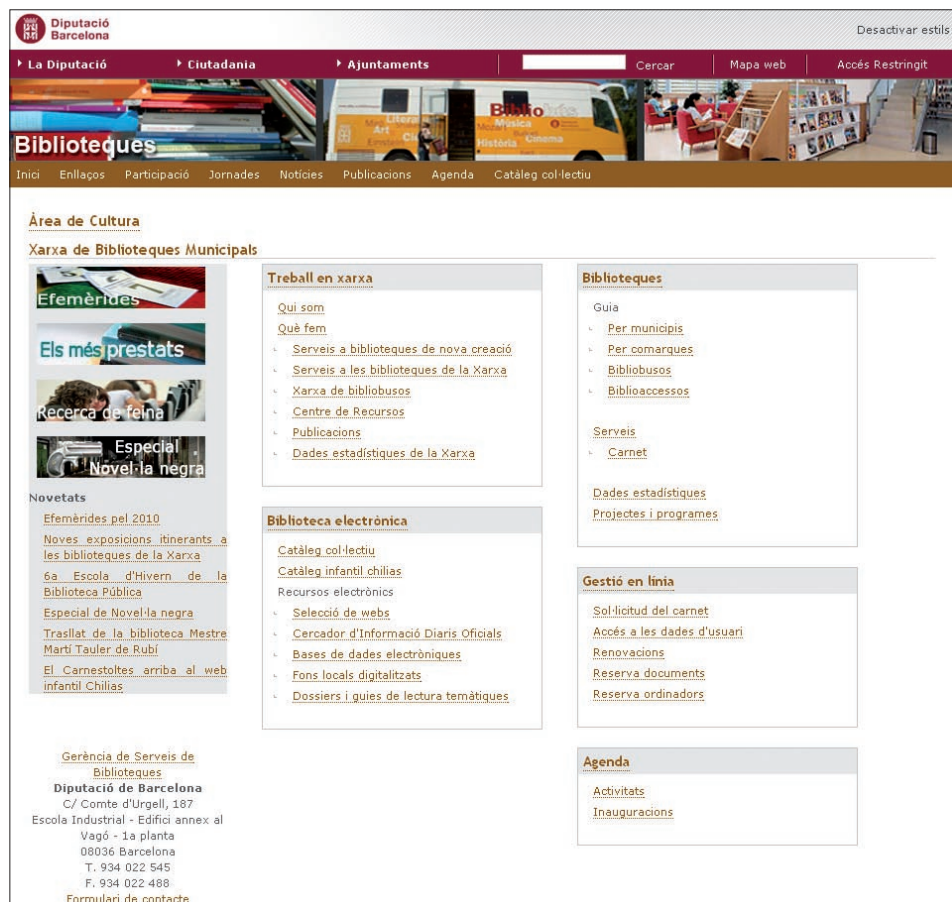 Diputació
Barcelona
Desactivar estils
La Diputació
Ciutadania
Ajuntaments
Cercar
Mapa web
Accés Restringit
Biblioteques
Bibliobús
Música
Cinema
Història
Art
Einstein
Inici Enllaços Participació Jornades Notícies Publicacions Agenda Catàleg col·lectiu
Àrea de Cultura
Xarxa de Biblioteques Municipals
Efemèrides
Els més prestats
Recerca de feina
Especial
Novel·la negra
Novetats
Efemèrides pel 2010
Noves exposicions itinerants a
les biblioteques de la Xarxa
6a Escola d'Hivern de la
Biblioteca Pública
Especial de Novel·la negra
Trasllat de la biblioteca Mestre
Martí Tauler de Rubí
El Carnestoltes arriba al web
infantil Chilias
Gerència de Serveis de
Biblioteques
Diputació de Barcelona
C/ Comte d'Urgell, 187
Escola Industrial - Edifici annex al
Vagó - 1a planta
08036 Barcelona
T. 934 022 545
F. 934 022 488
Formulari de contacte
Treball en xarxa
Qui som
Què fem
Serveis a biblioteques de nova creació
Serveis a les biblioteques de la Xarxa
Xarxa de bibliobusos
Centre de Recursos
Publicacions
Dades estadístiques de la Xarxa
Biblioteca electrònica
Catàleg col·lectiu
Catàleg infantil chilias
Recursos electrònics
Selecció de webs
Cercador d'Informació Diaris Oficials
Bases de dades electròniques
Fons locals digitalitzats
Dossiers i guies de lectura temàtiques
Biblioteques
Guia
Per municipis
Per comarques
Bibliobusos
Biblioaccessos
Serveis
Carnet
Dades estadístiques
Projectes i programes
Gestió en línia
Sol·licitud del carnet
Accés a les dades d'usuari
Renovacions
Reserva documents
Reserva ordinadors
Agenda
Activitats
Inauguracions